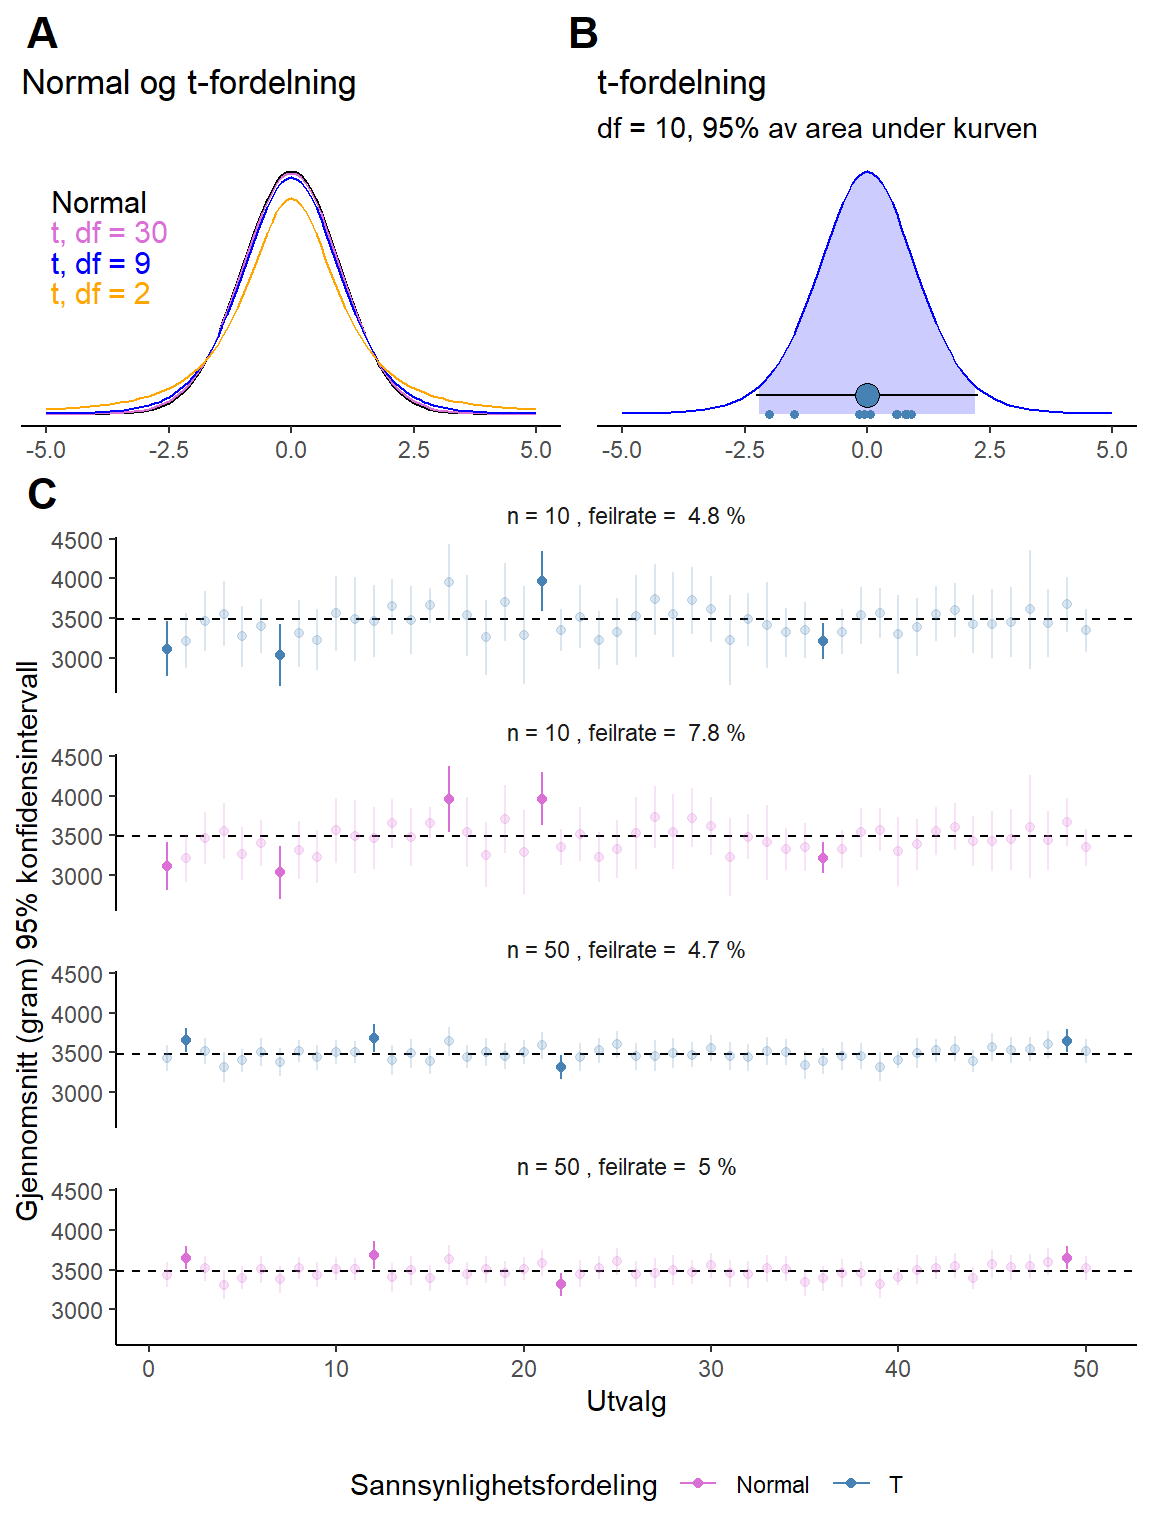 A
Normal og t-fordelning
Normal
t, df = 30
t, df = 9
t, df = 2
-5.0 -2.5 0.0 2.5 5.0
B
t-fordelning
df = 10, 95% av area under kurven
-5.0 -2.5 0.0 2.5 5.0
C
Gjennomsnitt (gram) 95% konfidensintervall
n = 10 , feilrate =  4.8 %
4500
4000
3500
3000
n = 10 , feilrate =  7.8 %
4500
4000
3500
3000
n = 50 , feilrate =  4.7 %
4500
4000
3500
3000
n = 50 , feilrate =  5 %
4500
4000
3500
3000
0 10 20 30 40 50
Utvalg
Sannsynlighetsfordeling Normal T